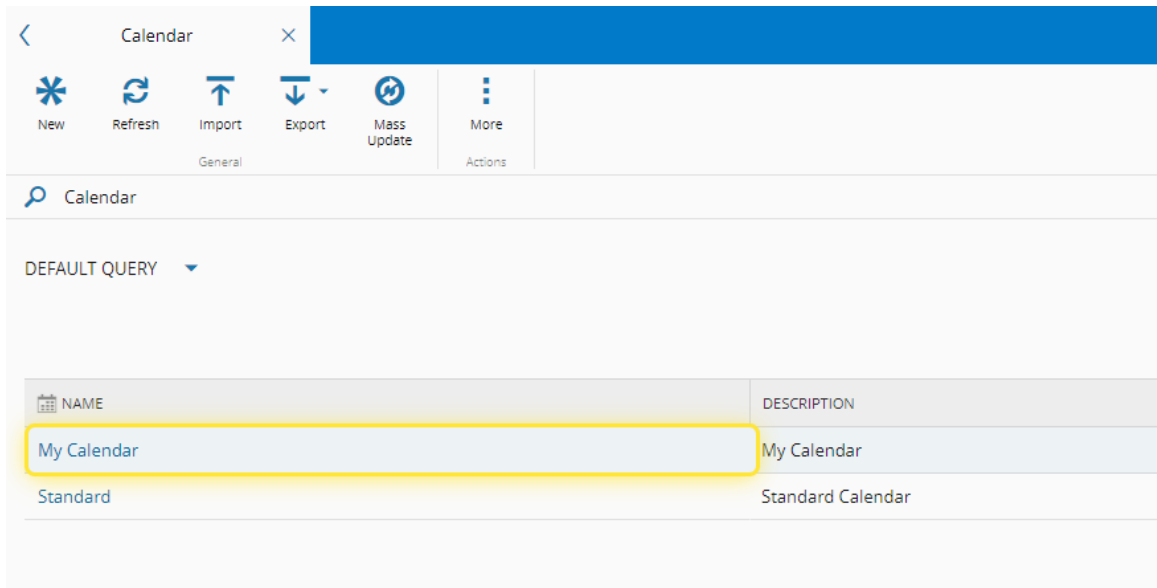 Calendar
New Refresh Import Export Mass Update More
General Actions
Calendar
DEFAULT QUERY
NAME DESCRIPTION
My Calendar My Calendar
Standard Standard Calendar